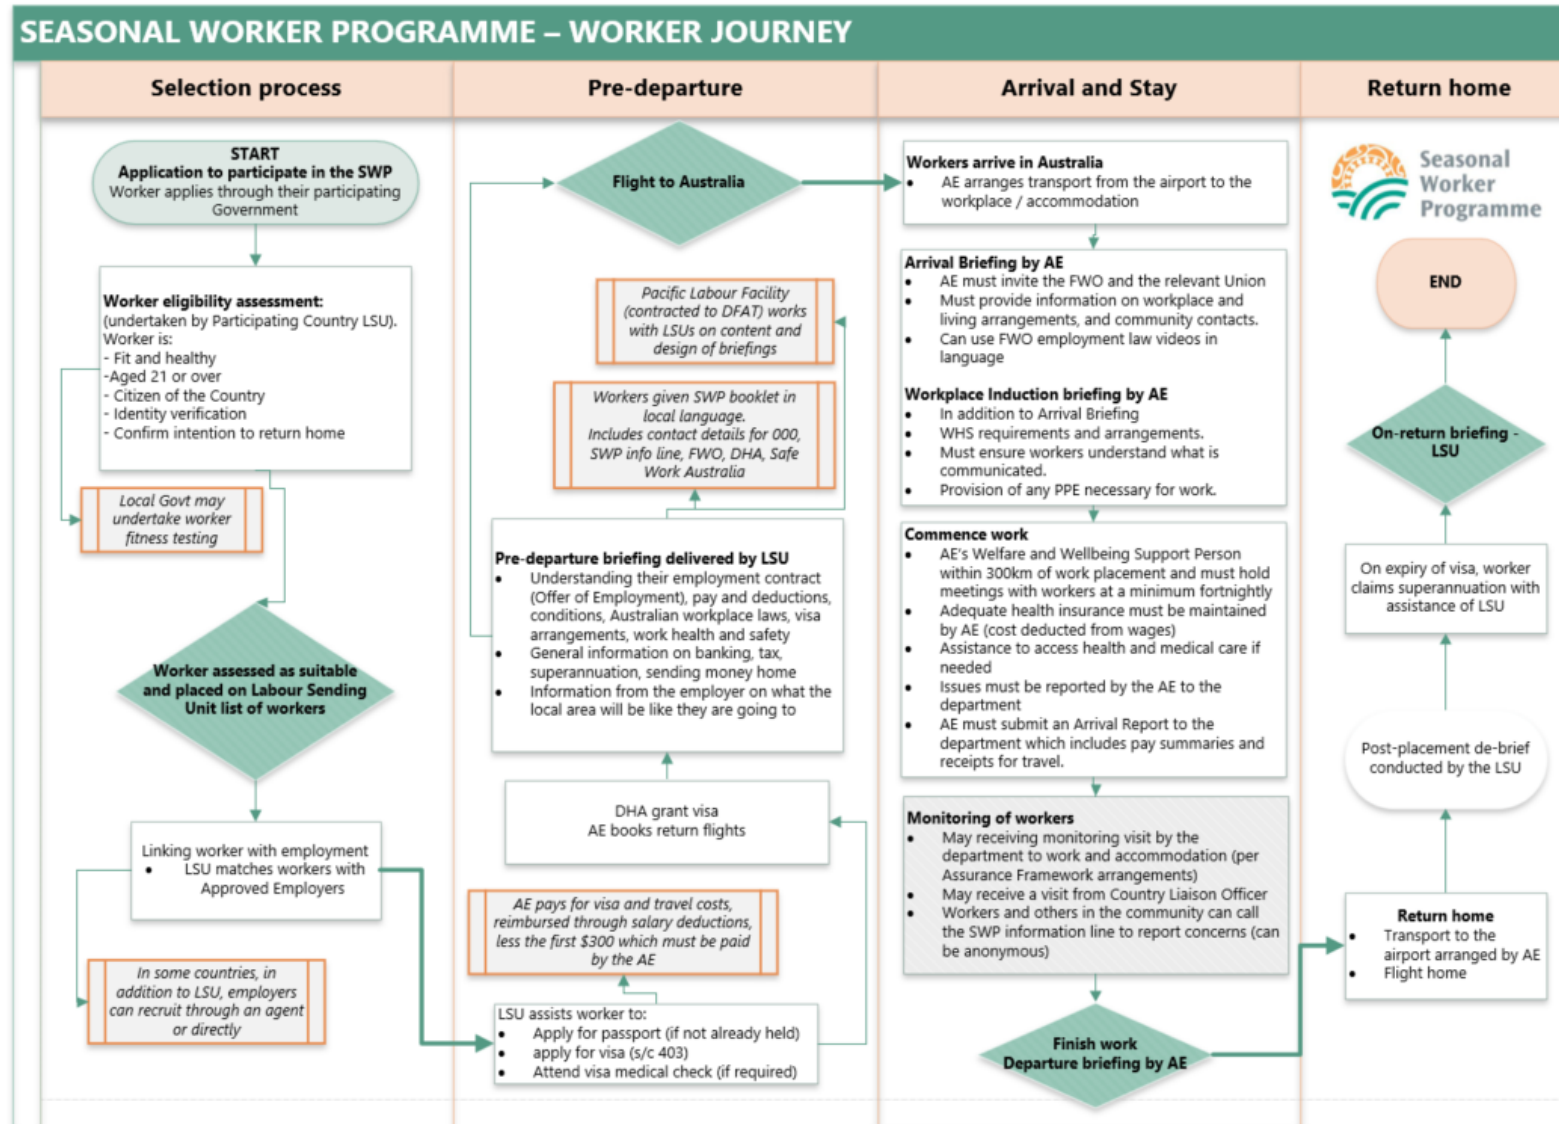 SEASONAL WORKER PROGRAMME – WORKER JOURNEY
Selection process
START
Application to participate in the SWP
Worker applies through their participating
Government
Worker eligibility assessment:
(undertaken by Participating Country LSU).
Worker is:
- Fit and healthy
-Aged 21 or over
- Citizen of the Country
- Identity verification
- Confirm intention to return home
Local Govt may
undertake worker
fitness testing
Worker assessed as suitable
and placed on Labour Sending
Unit list of workers
Linking worker with employment
• LSU matches workers with
Approved Employers
In some countries, in
addition to LSU, employers
can recruit through an agent
or directly
Pre-departure
Flight to Australia
Pacific Labour Facility
(contracted to DFAT) works
with LSUs on content and
design of briefings
Workers given SWP booklet in
local language.
Includes contact details for 000,
SWP info line, FWO, DHA, Safe
Work Australia
Pre-departure briefing delivered by LSU
• Understanding their employment contract
(Offer of Employment), pay and deductions,
conditions, Australian workplace laws, visa
arrangements, work health and safety
• General information on banking, tax,
superannuation, sending money home
• Information from the employer on what the
local area will be like they are going to
DHA grant visa
AE books return flights
AE pays for visa and travel costs,
reimbursed through salary deductions,
less the first $300 which must be paid
by the AE
LSU assists worker to:
• Apply for passport (if not already held)
• apply for visa (s/c 403)
• Attend visa medical check (if required)
Arrival and Stay
Workers arrive in Australia
• AE arranges transport from the airport to the
workplace / accommodation
Arrival Briefing by AE
• AE must invite the FWO and the relevant Union
• Must provide information on workplace and
living arrangements, and community contacts.
• Can use FWO employment law videos in
language
Workplace Induction briefing by AE
• In addition to Arrival Briefing
• WHS requirements and arrangements.
• Must ensure workers understand what is
communicated.
• Provision of any PPE necessary for work.
Commence work
• AE's Welfare and Wellbeing Support Person
within 300km of work placement and must hold
meetings with workers at a minimum fortnightly
• Adequate health insurance must be maintained
by AE (cost deducted from wages)
• Assistance to access health and medical care if
needed
• Issues must be reported by the AE to the
department
• AE must submit an Arrival Report to the
department which includes pay summaries and
receipts for travel.
Monitoring of workers
• May receiving monitoring visit by the
department to work and accommodation (per
Assurance Framework arrangements)
• May receive a visit from Country Liaison Officer
• Workers and others in the community can call
the SWP information line to report concerns (can
be anonymous)
Finish work
Departure briefing by AE
Return home
Seasonal
Worker
Programme
END
On-return briefing -
LSU
On expiry of visa, worker
claims superannuation with
assistance of LSU
Post-placement de-brief
conducted by the LSU
Return home
• Transport to the
airport arranged by AE
• Flight home